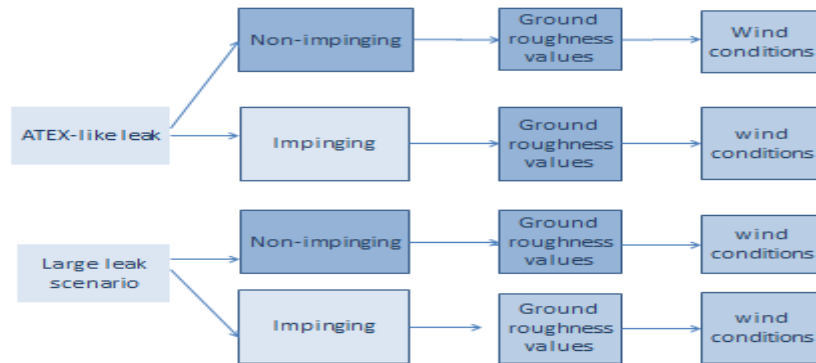 Non-impinging
Ground
roughness
values
Wind
conditions
ATEX-like leak
Impinging
Ground
roughness
values
wind
conditions
Large leak
scenario
Non-impinging
Ground
roughness
values
wind
conditions
Impinging
Ground
roughness
values
wind
conditions